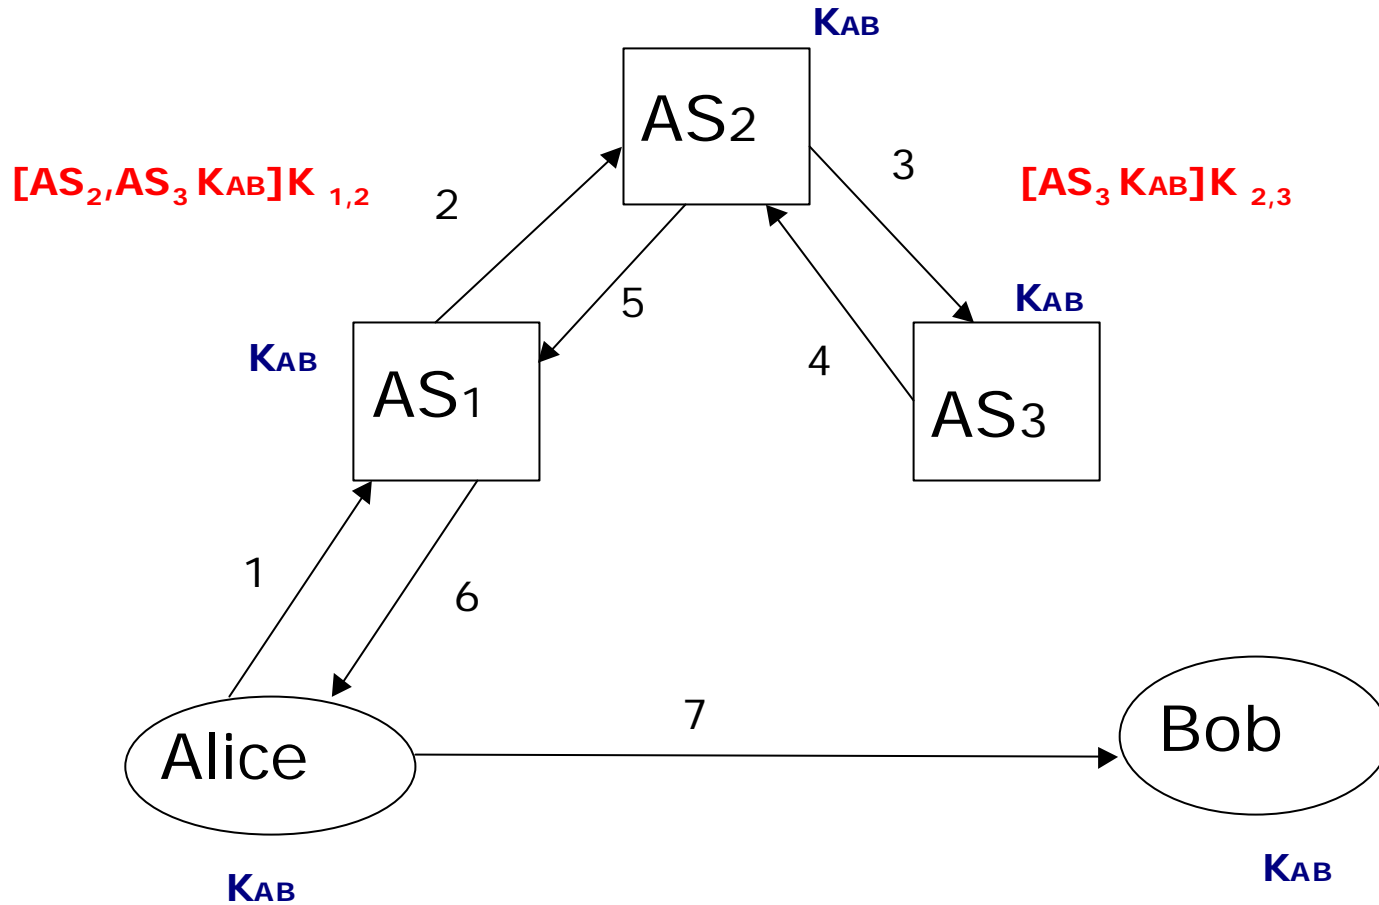 KAB
AS2
[AS2,AS3 KAB]K 1,2
2
3
[AS3 KAB]K 2,3
5
KAB
KAB
4
AS1
AS3
1
6
7
Alice
Bob
KAB
KAB